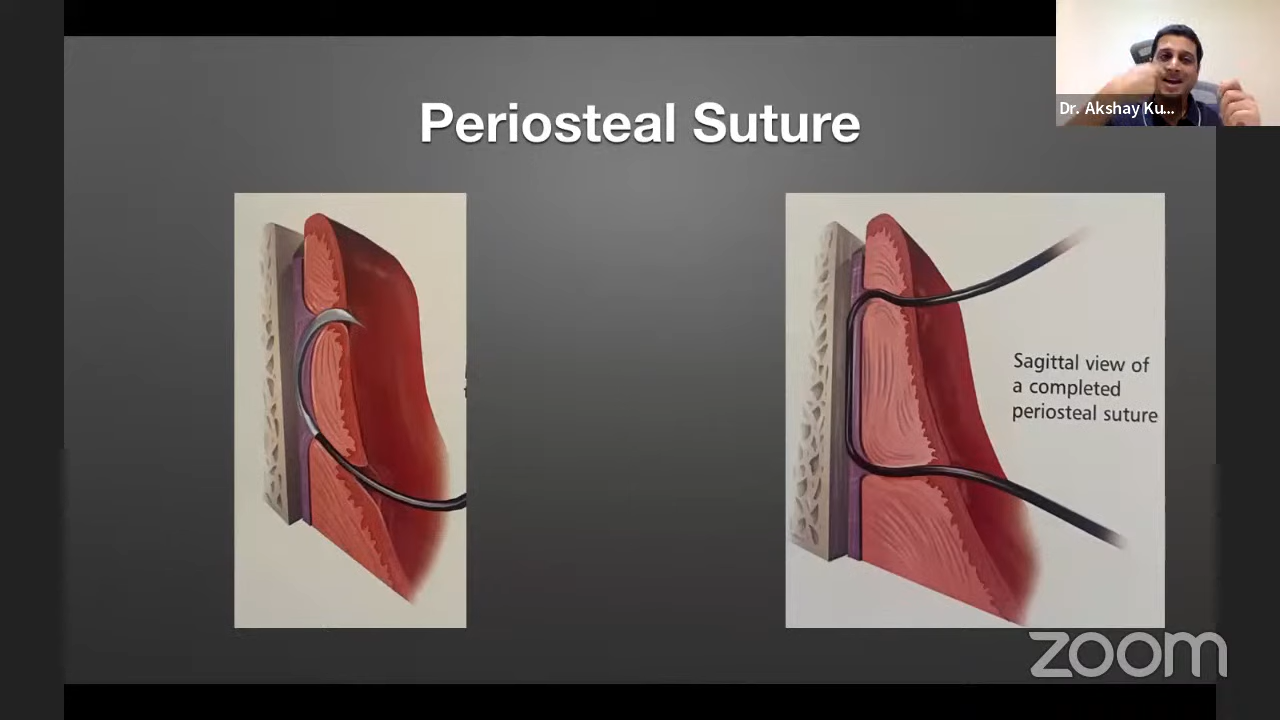 Periosteal Suture
Dr. Akshay Ku...
Sagittal view of
a completed
periosteal suture
zoom